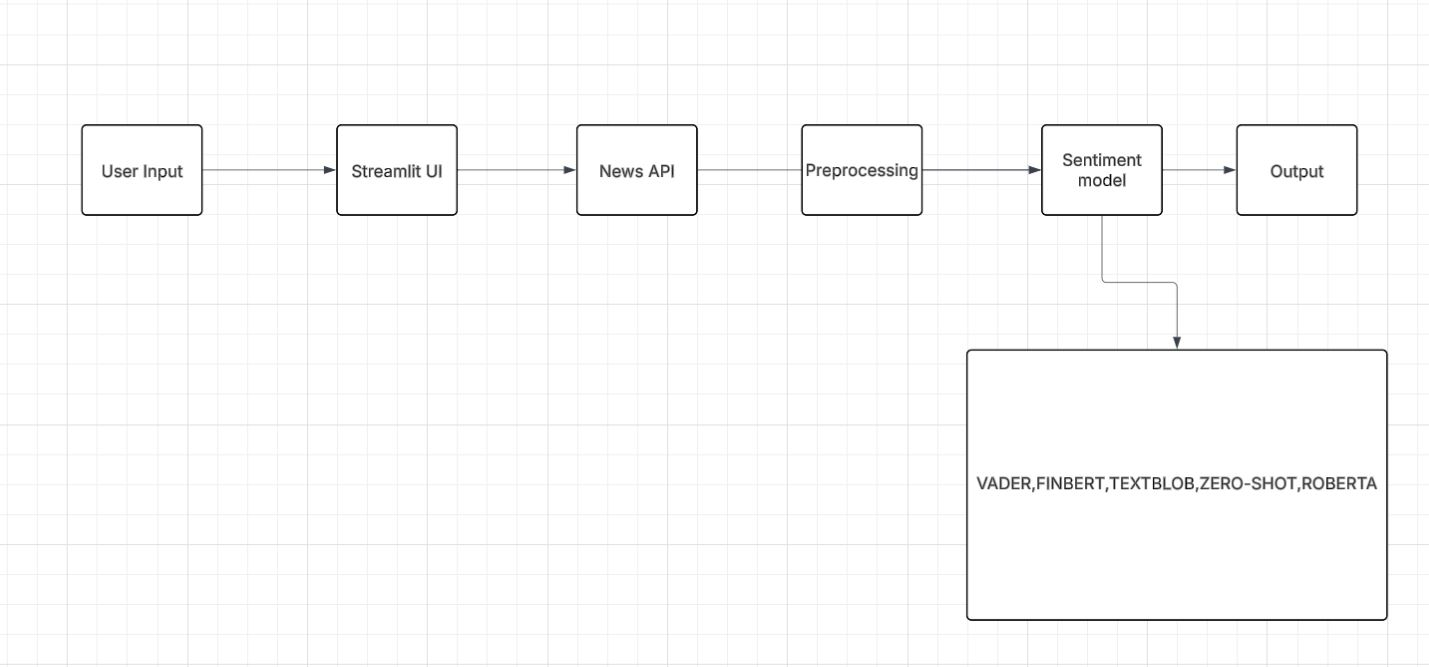 User Input
Streamlit UI
News API
Preprocessing
Sentiment
model
Output
VADER,FINBERT,TEXTBLOB,ZERO-SHOT,ROBERTA